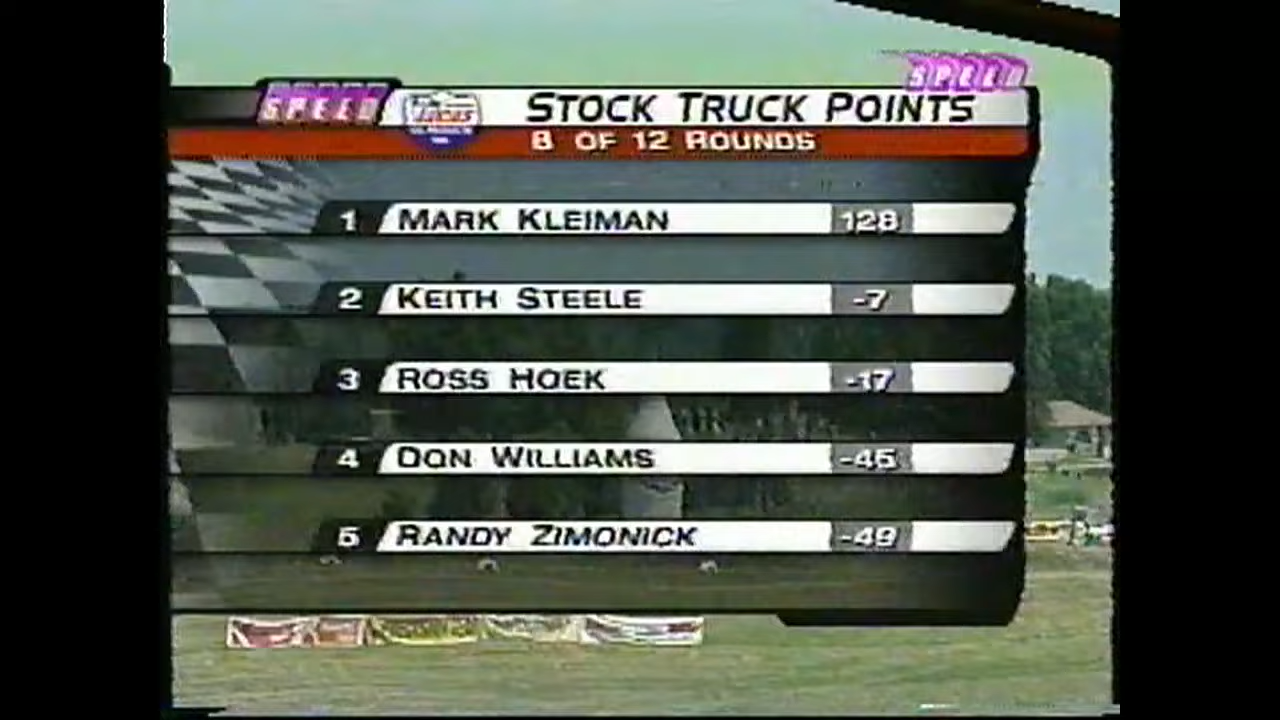 SPEED
SPEED
LUCAS
STOCK TRUCK POINTS
8 OF 12 ROUNDS
1 MARK KLEIMAN 128
2 KEITH STEELE -7
3 ROSS HOEK -17
4 DON WILLIAMS -45
5 RANDY ZIMONICK -49